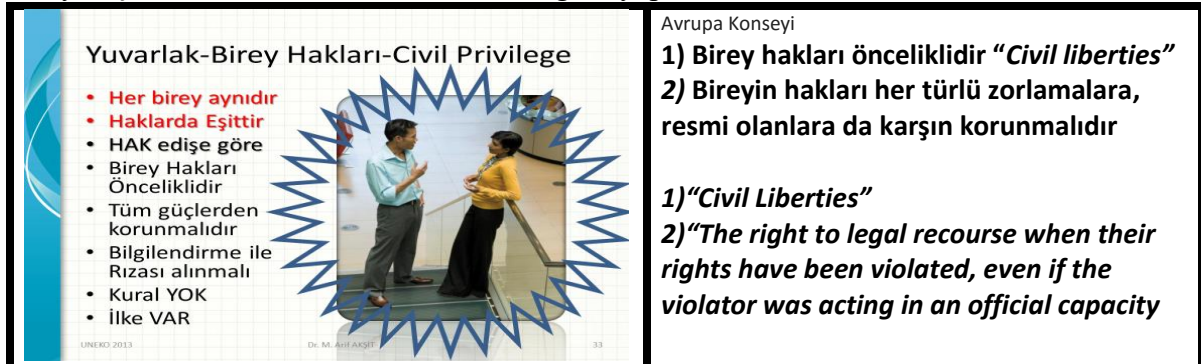 Yuvarlak-Birey Hakları-Civil Privilege
• Her birey aynıdır
• Haklarda Eşittir
• HAK edişe göre
• Birey Hakları
Önceliklidir
• Tüm güçlerden
korunmalıdır
• Bilgilendirme ile
Rızası alınmalı
• Kural YOK
• İlke VAR
UNEKO 2013
Dr. M. Arif AKŞİT
33
Avrupa Konseyi
1) Birey hakları önceliklidir “Civil liberties”
2) Bireyin hakları her türlü zorlamalara,
resmi olanlara da karşın korunmalıdır
1)“Civil Liberties”
2)“The right to legal recourse when their
rights have been violated, even if the
violator was acting in an official capacity